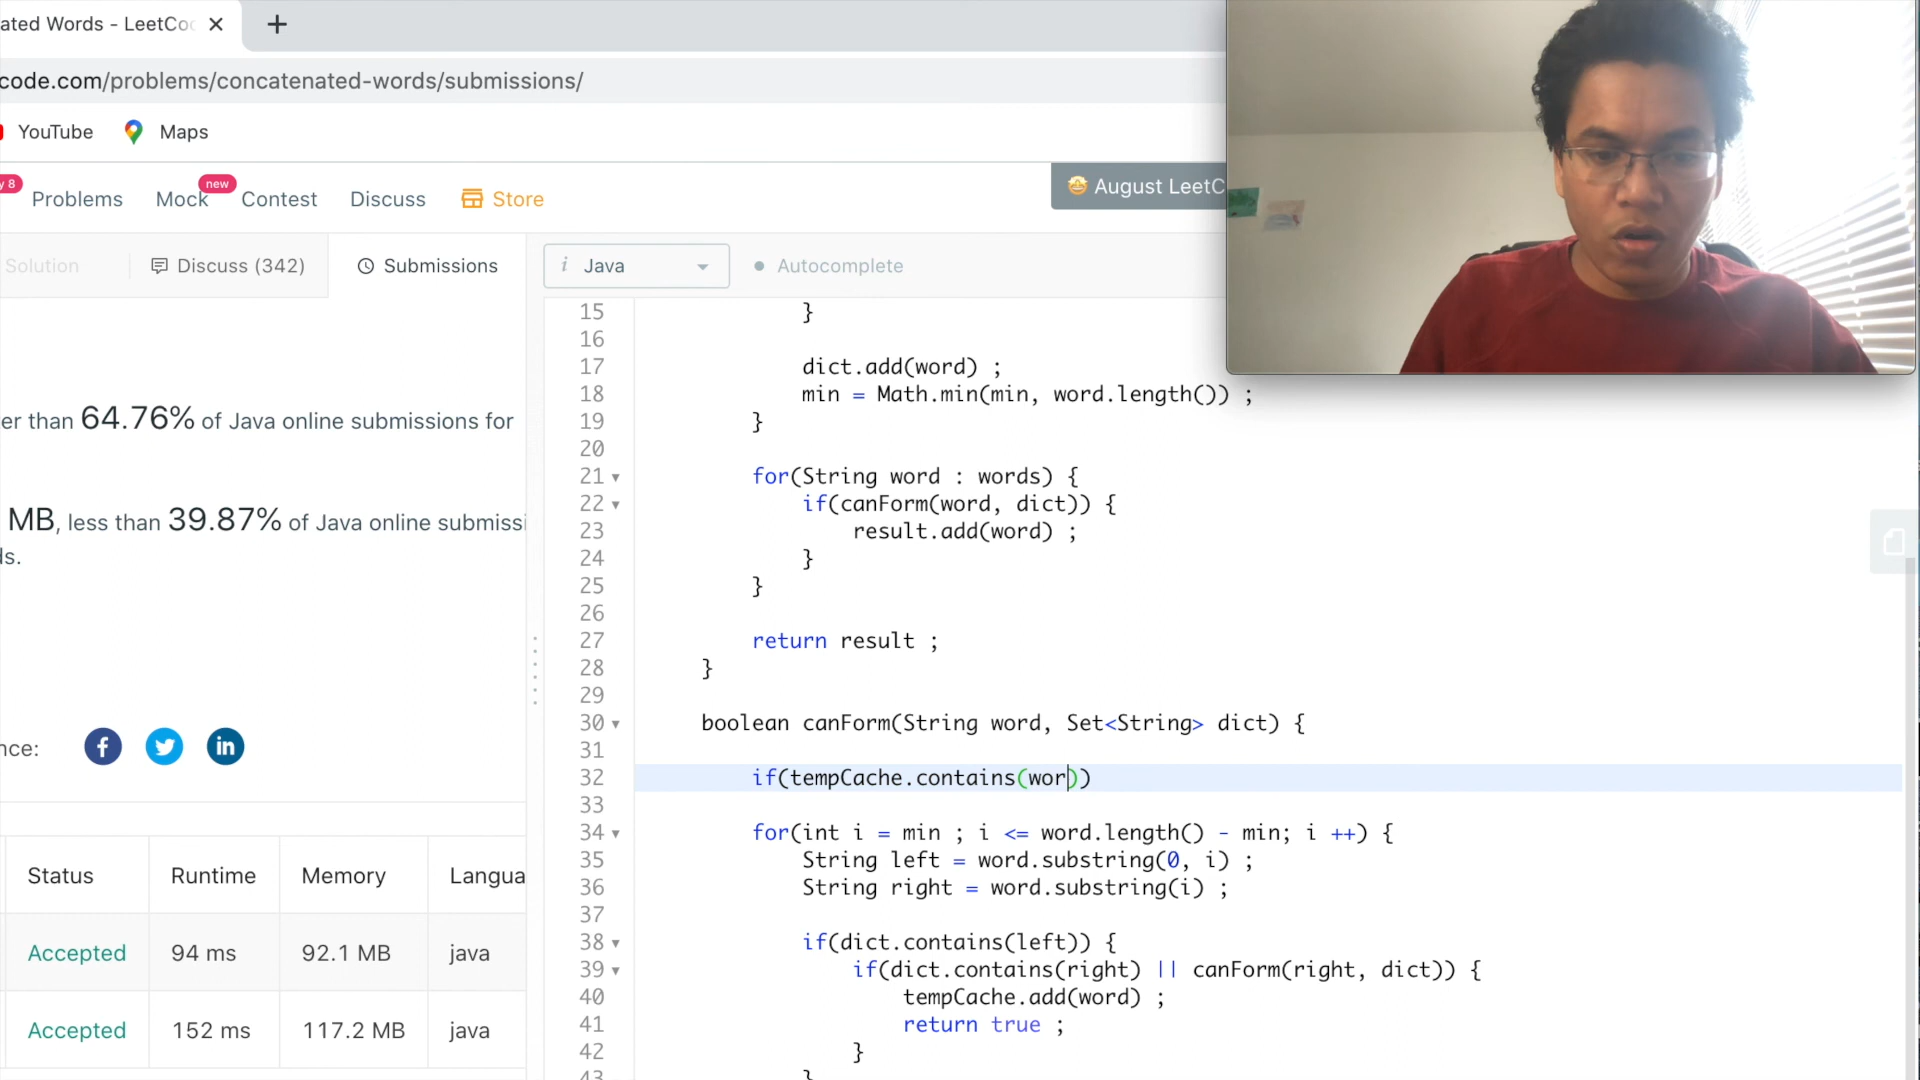 ated Words - LeetCo
code.com/problems/concatenated-words/submissions/
YouTube Maps
y 8 Problems Mock new Contest Discuss Store
August LeetC
Solution Discuss (342) Submissions
i Java Autocomplete
er than 64.76% of Java online submissions for
MB, less than 39.87% of Java online submissi
ds.
nce:
Status Runtime Memory Langua
Accepted 94 ms 92.1 MB java
Accepted 152 ms 117.2 MB java
15 }
16
17 dict.add(word) ;
18 min = Math.min(min, word.length()) ;
19 }
20
21 for(String word : words) {
22 if(canForm(word, dict)) {
23 result.add(word) ;
24 }
25 }
26
27 return result ;
28 }
29
30 boolean canForm(String word, Set<String> dict) {
31
32 if(tempCache.contains(wor))
33
34 for(int i = min ; i <= word.length() - min; i ++) {
35 String left = word.substring(0, i) ;
36 String right = word.substring(i) ;
37
38 if(dict.contains(left)) {
39 if(dict.contains(right) || canForm(right, dict)) {
40 tempCache.add(word) ;
41 return true ;
42 }
43 }